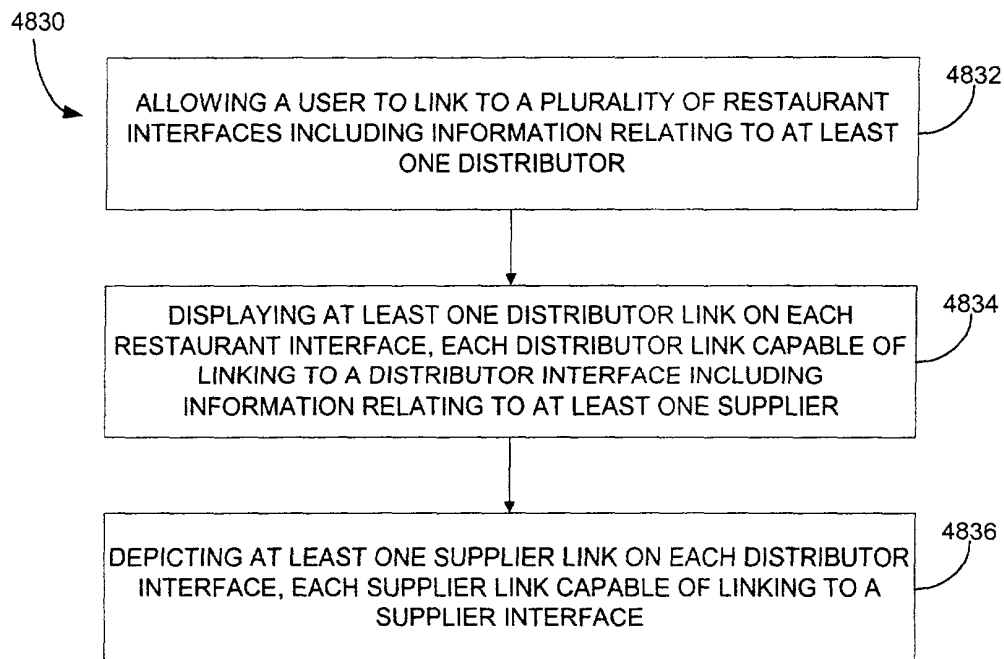 4830
4832
ALLOWING A USER TO LINK TO A PLURALITY OF RESTAURANT
INTERFACES INCLUDING INFORMATION RELATING TO AT LEAST
ONE DISTRIBUTOR
4834
DISPLAYING AT LEAST ONE DISTRIBUTOR LINK ON EACH
RESTAURANT INTERFACE, EACH DISTRIBUTOR LINK CAPABLE OF
LINKING TO A DISTRIBUTOR INTERFACE INCLUDING
INFORMATION RELATING TO AT LEAST ONE SUPPLIER
4836
DEPICTING AT LEAST ONE SUPPLIER LINK ON EACH DISTRIBUTOR
INTERFACE, EACH SUPPLIER LINK CAPABLE OF LINKING TO A
SUPPLIER INTERFACE